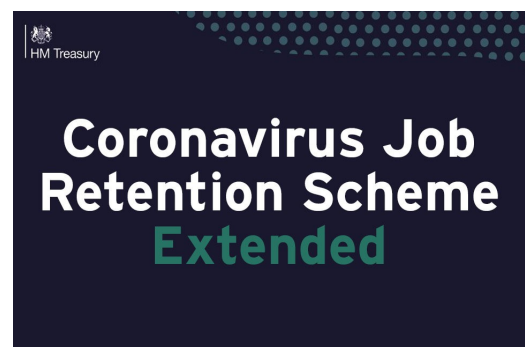 HM Treasury
Coronavirus Job
Retention Scheme
Extended